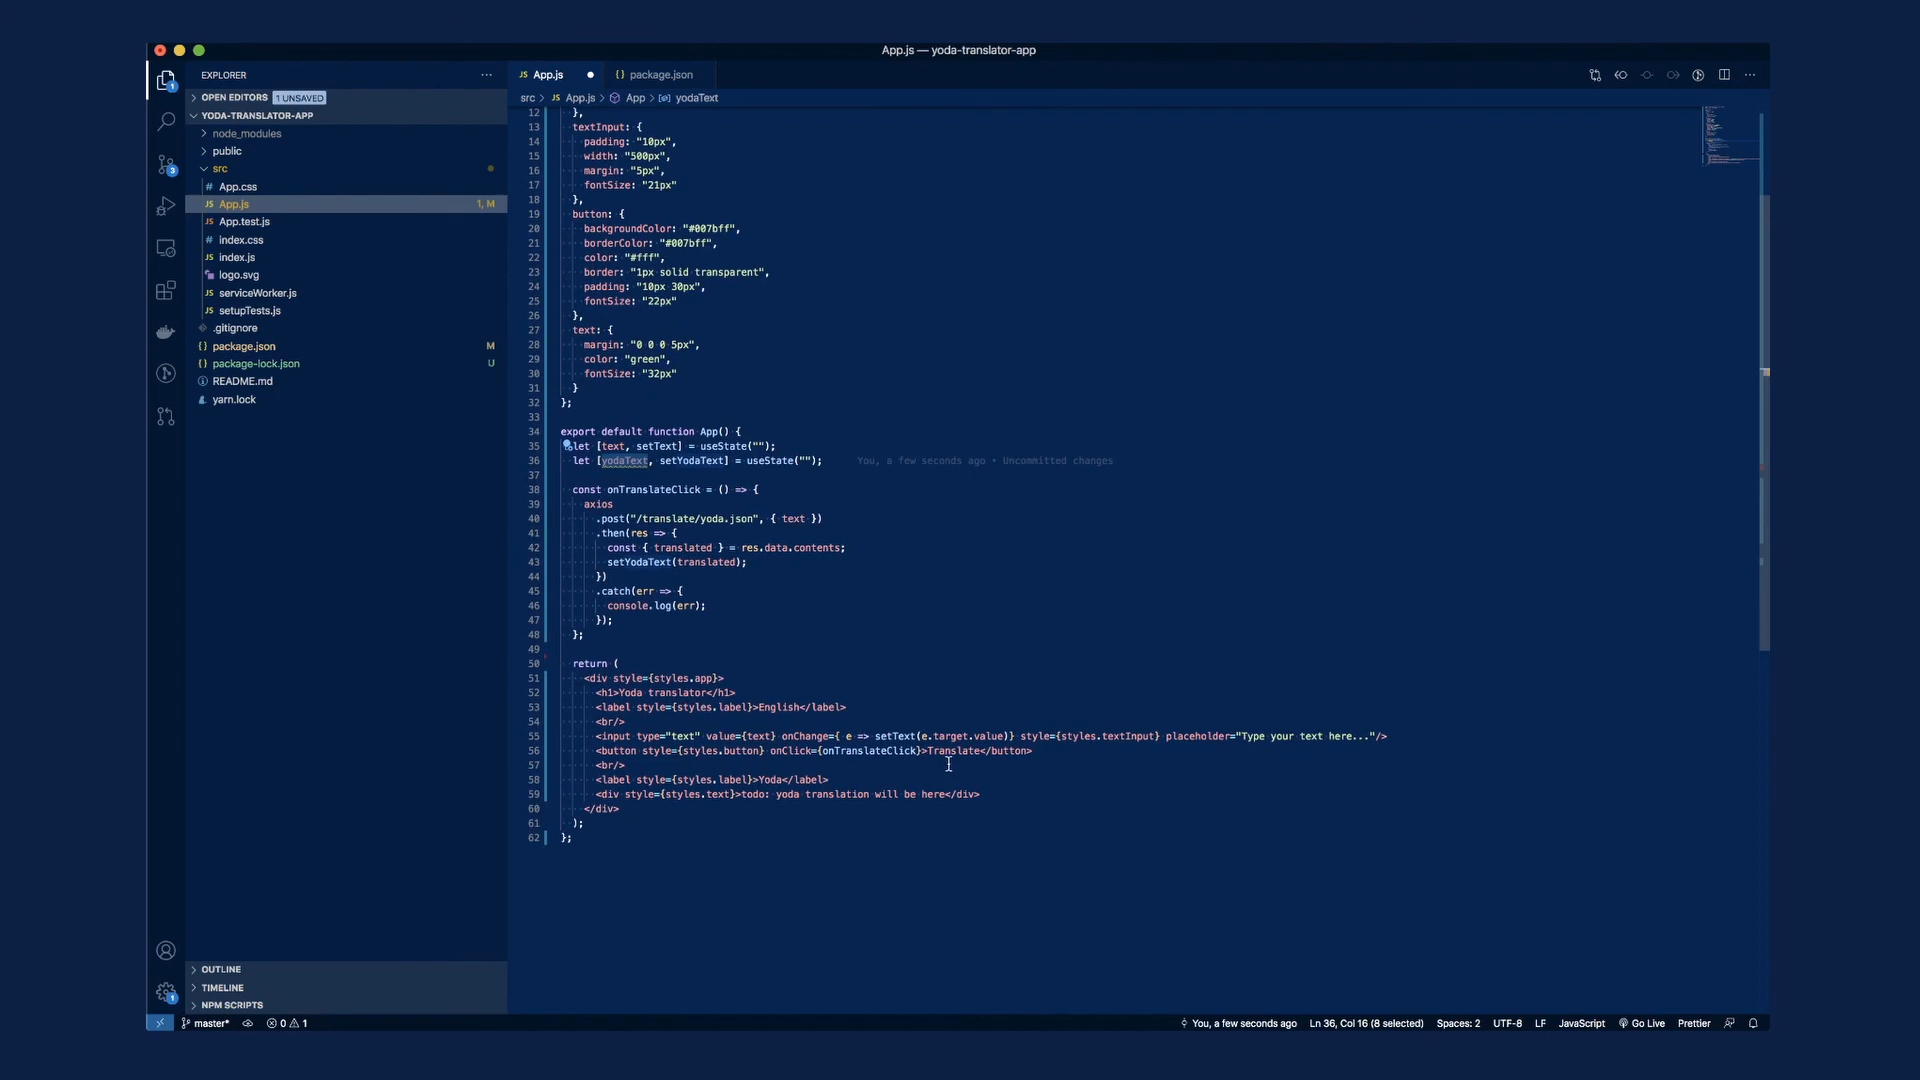 App.js — yoda-translator-app
EXPLORER
JS App.js
{ } package.json
OPEN EDITORS 1 UNSAVED
src > JS App.js > App > yodaText
YODA-TRANSLATOR-APP
node_modules
public
src
# App.css
JS App.js 1, M
JS App.test.js
# index.css
JS index.js
logo.svg
JS serviceWorker.js
JS setupTests.js
.gitignore
{ } package.json M
{ } package-lock.json U
README.md
yarn.lock
OUTLINE
TIMELINE
NPM SCRIPTS
1
3
1
12 },
13 textInput: {
14 padding: "10px",
15 width: "500px",
16 margin: "5px",
17 fontSize: "21px"
18 },
19 button: {
20 backgroundColor: "#007bff",
21 borderColor: "#007bff",
22 color: "#fff",
23 border: "1px solid transparent",
24 padding: "10px 30px",
25 fontSize: "22px"
26 },
27 text: {
28 margin: "0 0 0 5px",
29 color: "green",
30 fontSize: "32px"
31 }
32 };
33
34 export default function App() {
35 let [text, setText] = useState("");
36 let [yodaText, setYodaText] = useState(""); You, a few seconds ago • Uncommitted changes
37
38 const onTranslateClick = () => {
39 axios
40 .post("/translate/yoda.json", { text })
41 .then(res => {
42 const { translated } = res.data.contents;
43 setYodaText(translated);
44 })
45 .catch(err => {
46 console.log(err);
47 });
48 };
49
50 return (
51 <div style={styles.app}>
52 <h1>Yoda translator</h1>
53 <label style={styles.label}>English</label>
54 <br/>
55 <input type="text" value={text} onChange={ e => setText(e.target.value)} style={styles.textInput} placeholder="Type your text here..."/>
56 <button style={styles.button} onClick={onTranslateClick}>Translate</button>
57 <br/>
58 <label style={styles.label}>Yoda</label>
59 <div style={styles.text}>todo: yoda translation will be here</div>
60 </div>
61 );
62 };
master* 0 1 You, a few seconds ago Ln 36, Col 16 (8 selected) Spaces: 2 UTF-8 LF JavaScript Go Live Prettier